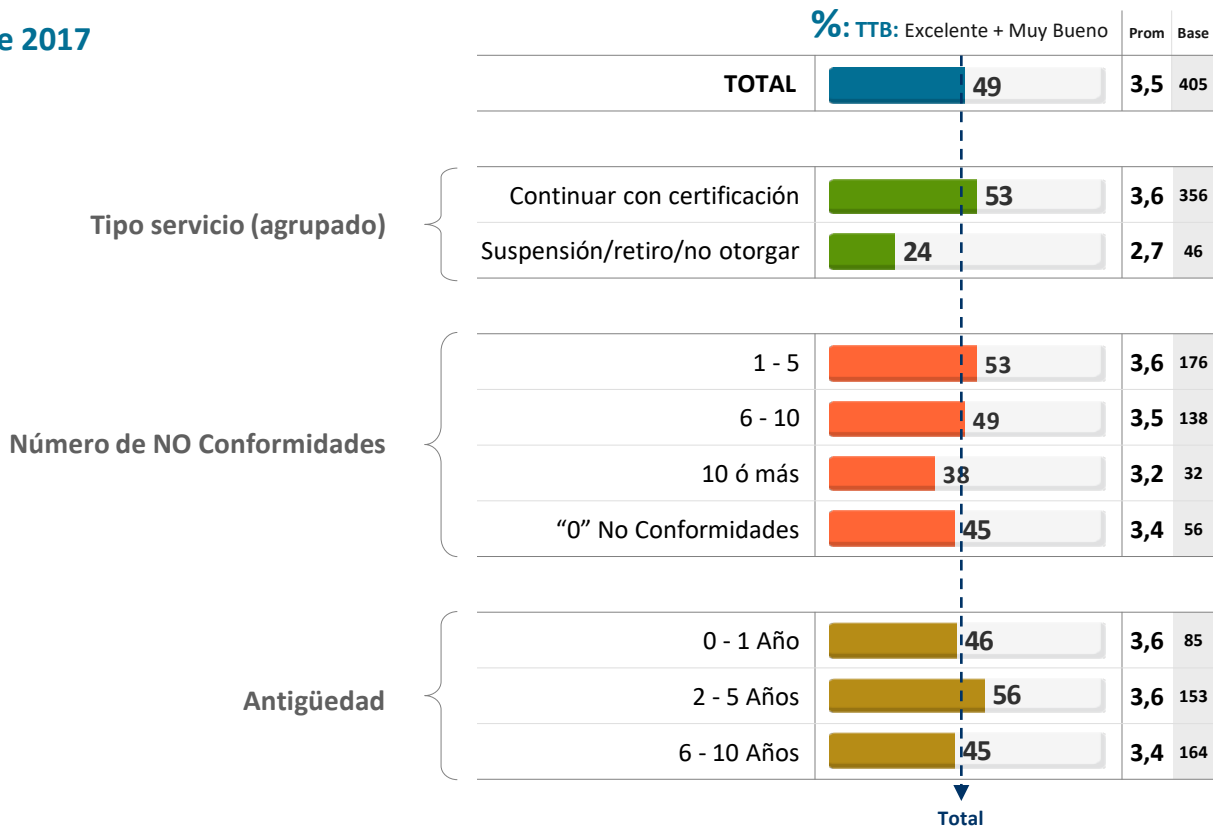 e 2017
%: TTB: Excelente + Muy Bueno Prom Base
TOTAL 49 3,5 405
Tipo servicio (agrupado)
Continuar con certificación 53 3,6 356
Suspensión/retiro/no otorgar 24 2,7 46
Número de NO Conformidades
1 - 5 53 3,6 176
6 - 10 49 3,5 138
10 ó más 38 3,2 32
“0” No Conformidades 45 3,4 56
Antigüedad
0 - 1 Año 46 3,6 85
2 - 5 Años 56 3,6 153
6 - 10 Años 45 3,4 164
Total